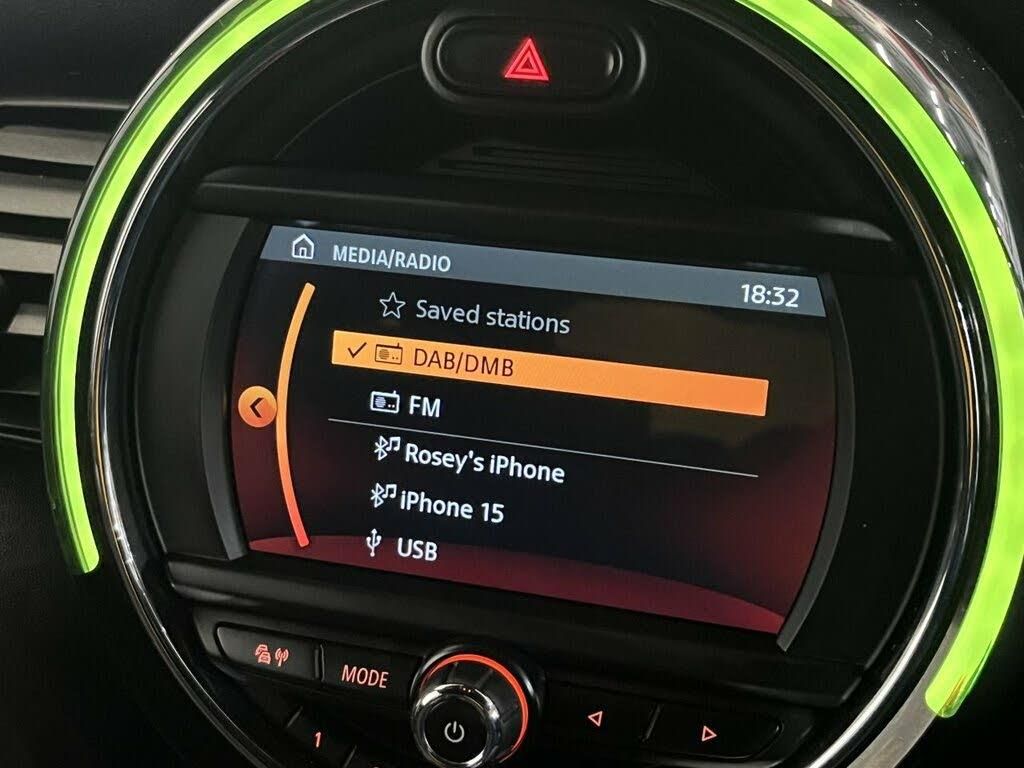 MEDIA/RADIO
18:32
Saved stations
DAB/DMB
FM
Rosey's iPhone
iPhone 15
USB
MODE
1